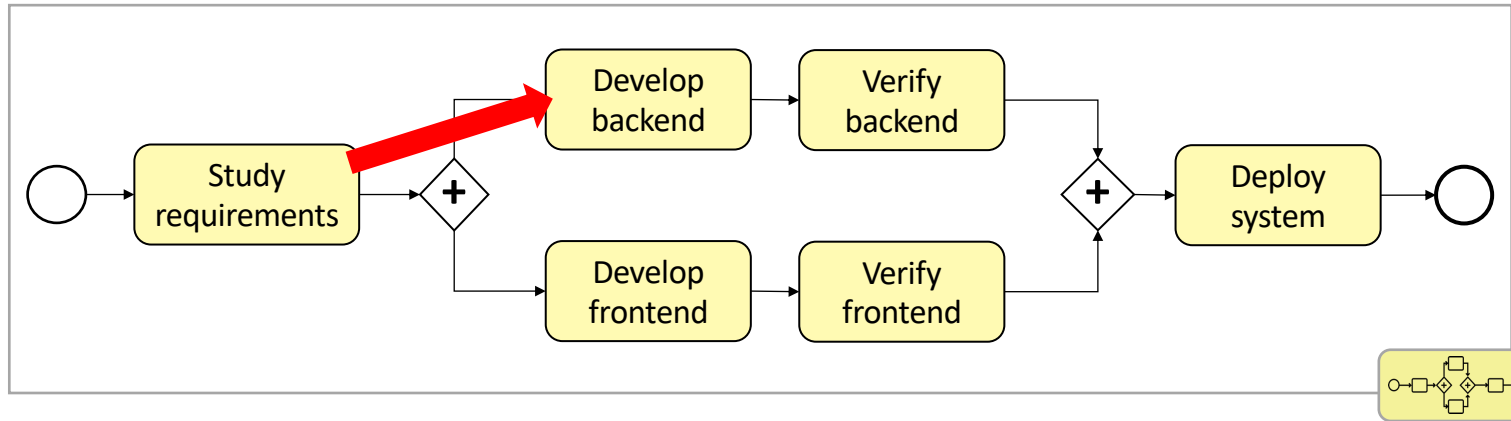 Study
requirements
Develop
backend
Verify
backend
Develop
frontend
Verify
frontend
Deploy
system